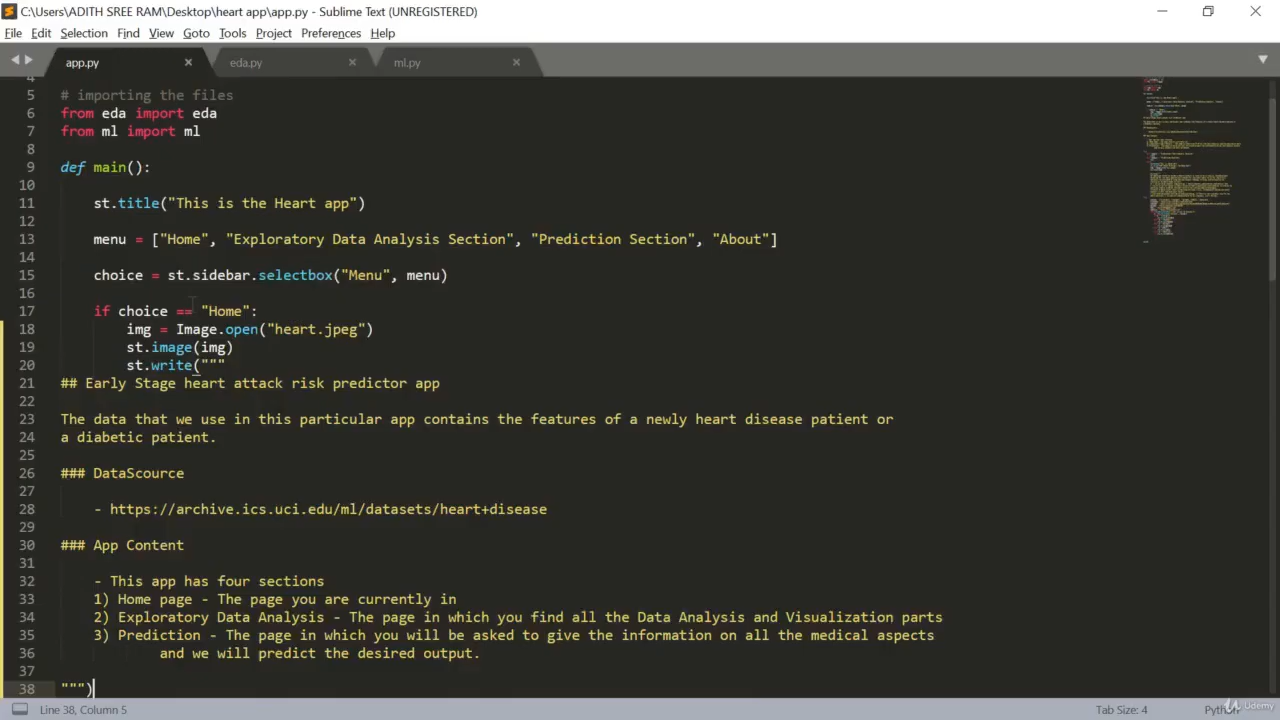 C:\Users\ADITH SREE RAM\Desktop\heart app\app.py - Sublime Text (UNREGISTERED)
File Edit Selection Find View Goto Tools Project Preferences Help
app.py eda.py ml.py
4
5 # importing the files
6 from eda import eda
7 from ml import ml
8
9 def main():
10
11 st.title("This is the Heart app")
12
13 menu = ["Home", "Exploratory Data Analysis Section", "Prediction Section", "About"]
14
15 choice = st.sidebar.selectbox("Menu", menu)
16
17 if choice == "Home":
18 img = Image.open("heart.jpeg")
19 st.image(img)
20 st.write("""
21 ## Early Stage heart attack risk predictor app
22
23 The data that we use in this particular app contains the features of a newly heart disease patient or
24 a diabetic patient.
25
26 ### DataScource
27
28 - https://archive.ics.uci.edu/ml/datasets/heart+disease
29
30 ### App Content
31
32 - This app has four sections
33 1) Home page - The page you are currently in
34 2) Exploratory Data Analysis - The page in which you find all the Data Analysis and Visualization parts
35 3) Prediction - The page in which you will be asked to give the information on all the medical aspects
36 and we will predict the desired output.
37
38 """)
Line 38, Column 5 Tab Size: 4 Python
Udemy